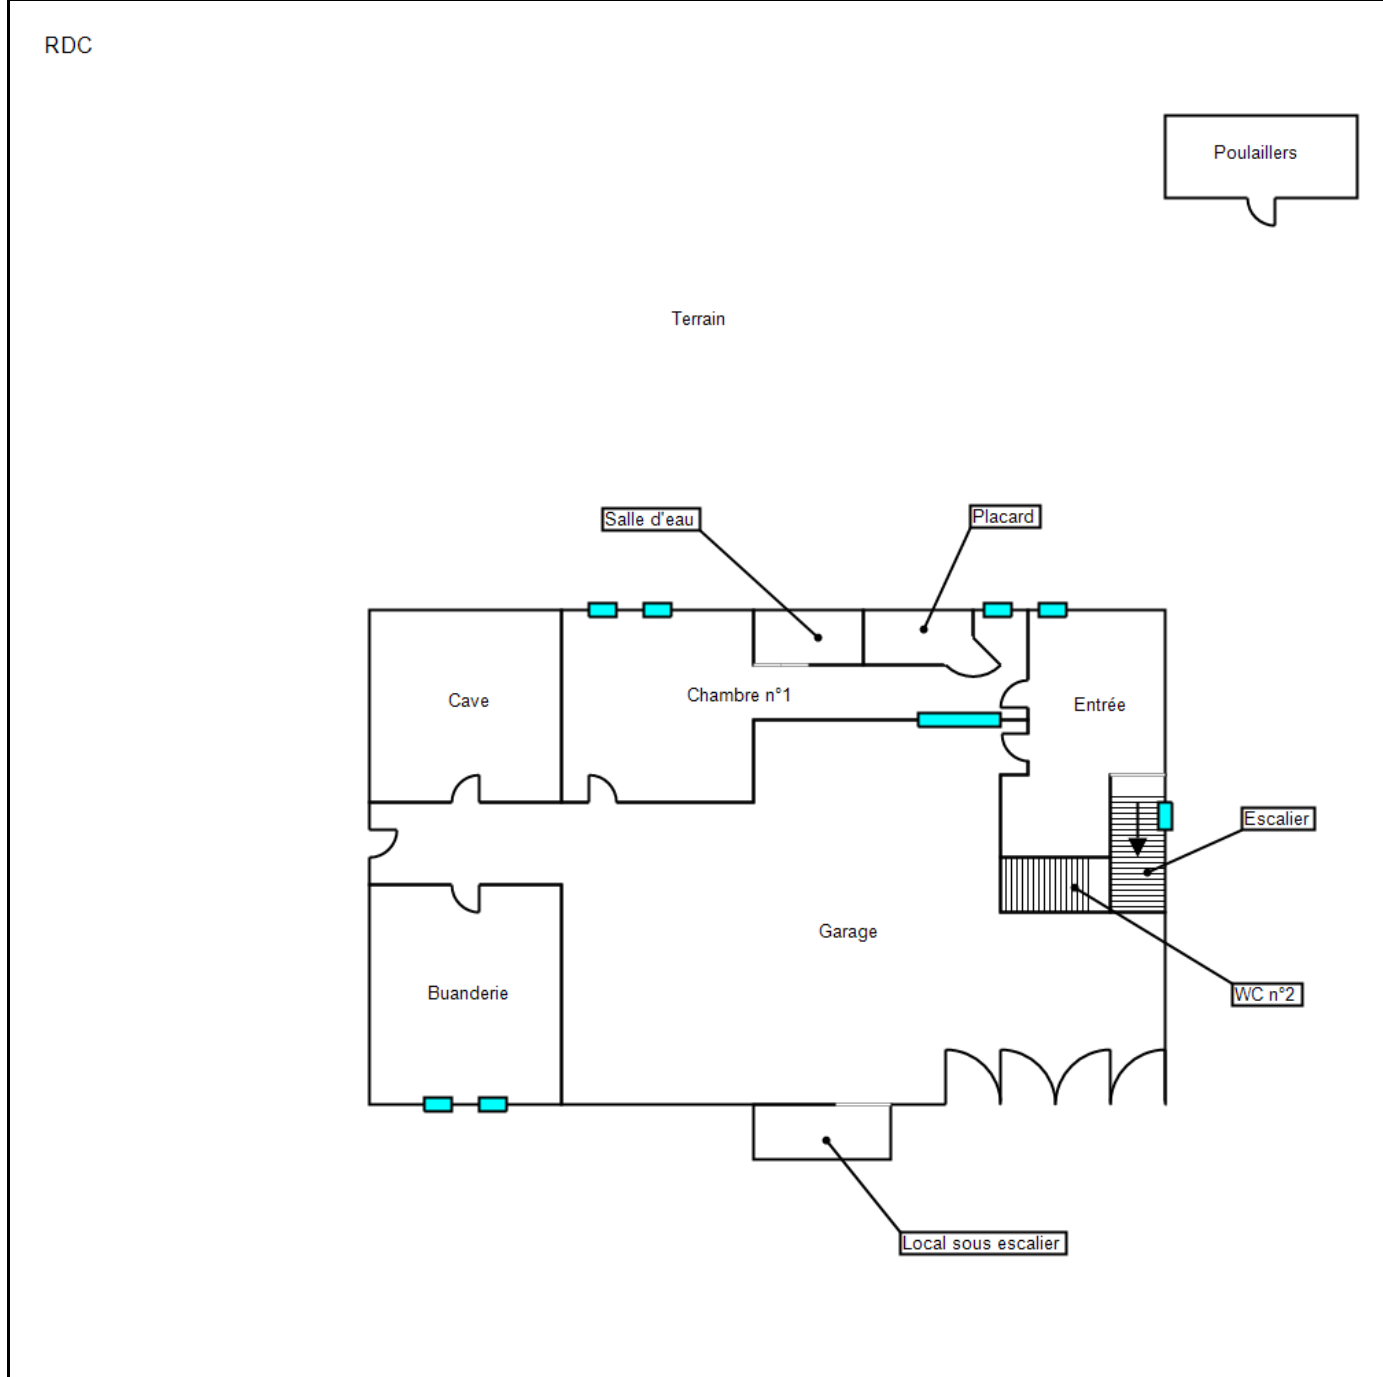 RDC
Poulaillers
Terrain
Salle d'eau
Placard
Cave
Chambre n°1
Entrée
Escalier
Garage
Buanderie
WC n°2
Local sous escalier